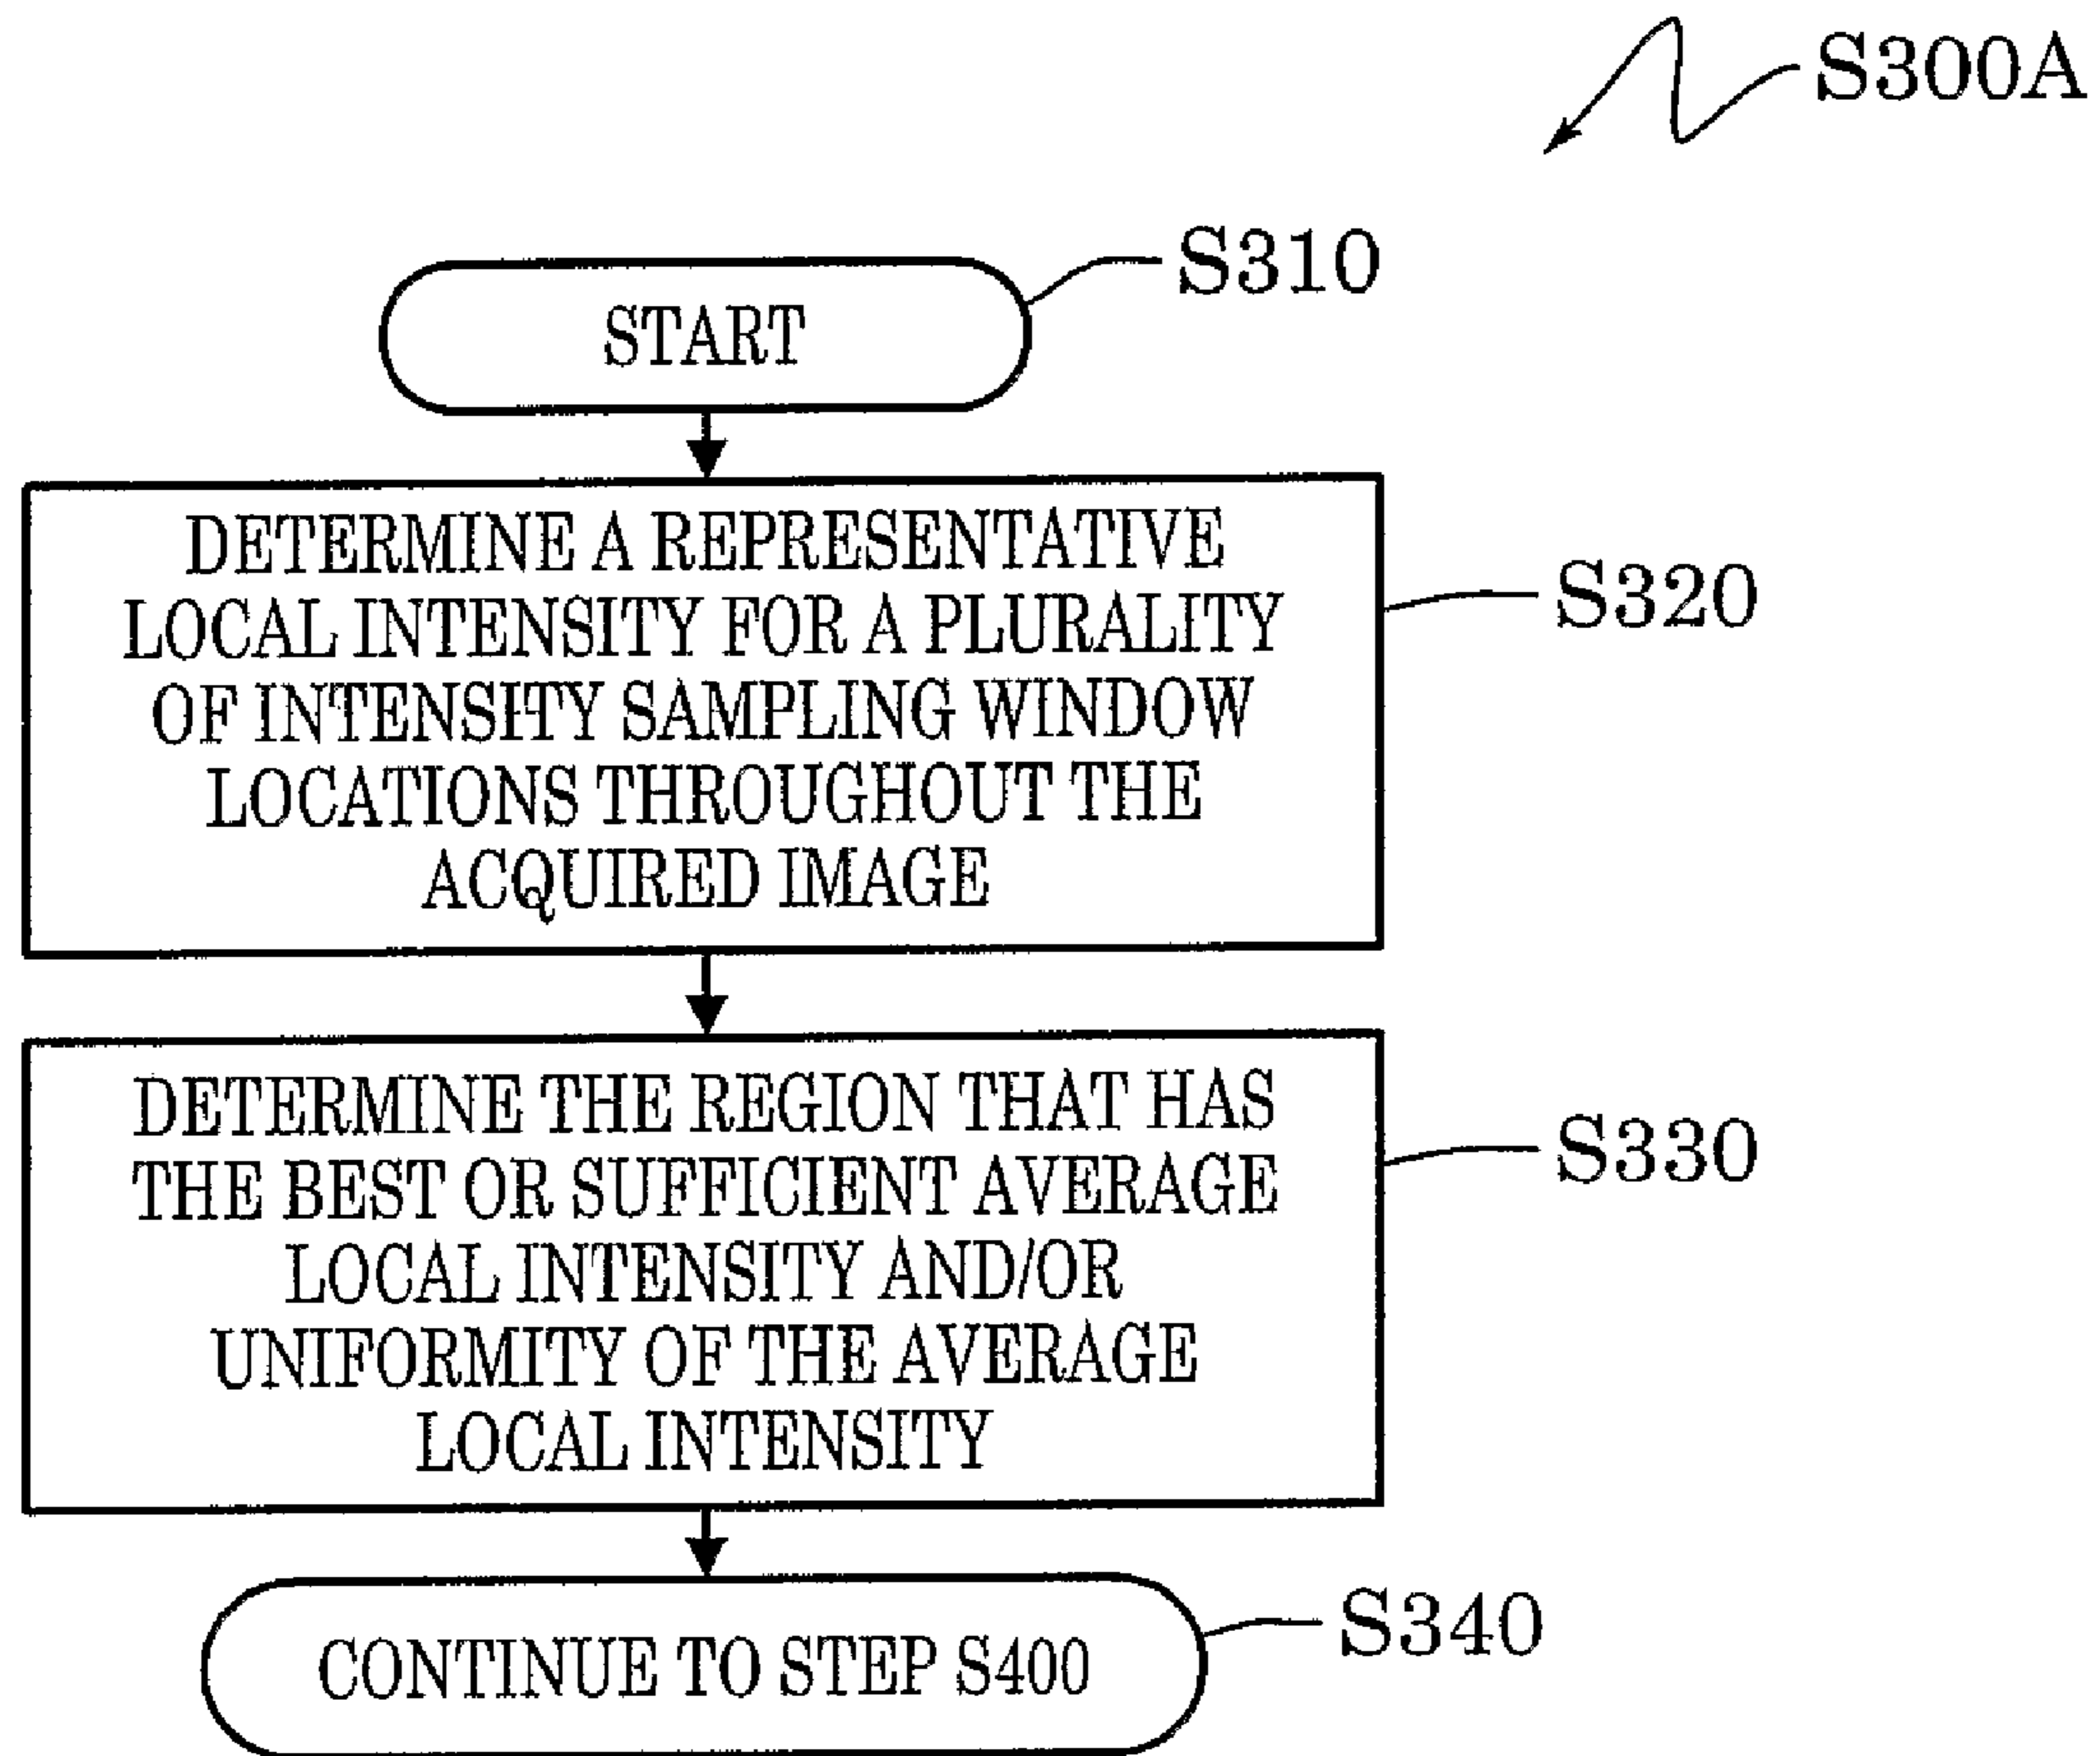 S300A
S310
START
DETERMINE A REPRESENTATIVE
LOCAL INTENSITY FOR A PLURALITY
OF INTENSITY SAMPLING WINDOW
LOCATIONS THROUGHOUT THE
ACQUIRED IMAGE
S320
DETERMINE THE REGION THAT HAS
THE BEST OR SUFFICIENT AVERAGE
LOCAL INTENSITY AND/OR
UNIFORMITY OF THE AVERAGE
LOCAL INTENSITY
S330
CONTINUE TO STEP S400
S340